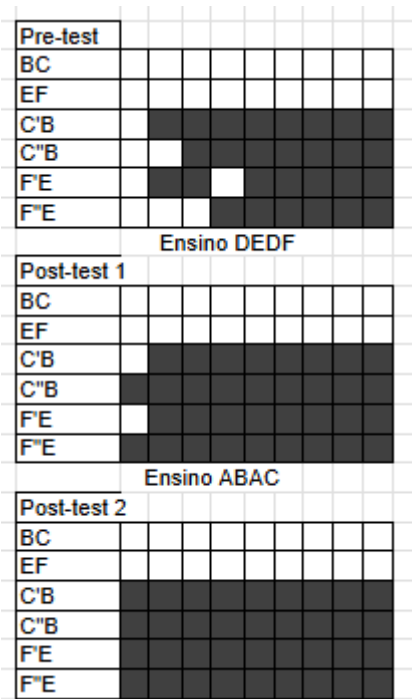 Pre-test
BC
EF
C'B
C"B
F'E
F"E
Ensino DEDF
Post-test 1
BC
EF
C'B
C"B
F'E
F"E
Ensino ABAC
Post-test 2
BC
EF
C'B
C"B
F'E
F"E